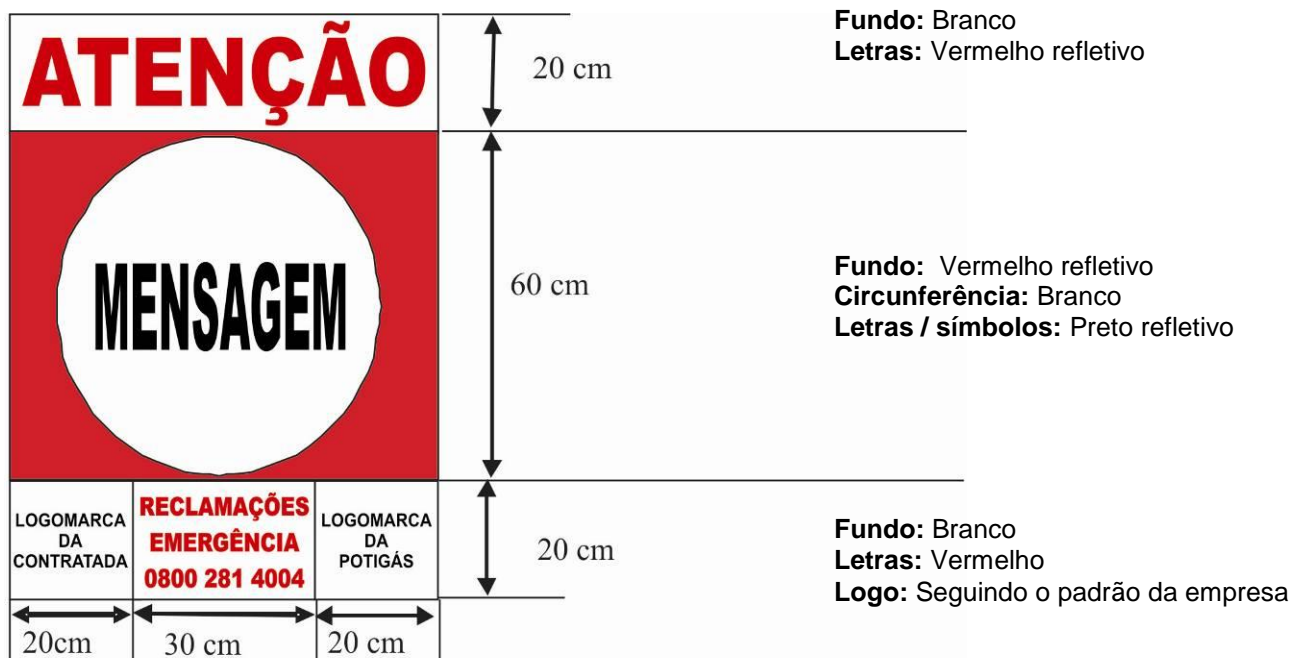 ATENÇÃO
20 cm
Fundo: Branco
Letras: Vermelho refletivo
MENSAGEM
60 cm
Fundo: Vermelho refletivo
Circunferência: Branco
Letras / símbolos: Preto refletivo
LOGOMARCA
DA
CONTRATADA
RECLAMAÇÕES
EMERGÊNCIA
0800 281 4004
LOGOMARCA
DA
POTIGÁS
20 cm
Fundo: Branco
Letras: Vermelho
Logo: Seguindo o padrão da empresa
20cm
30 cm
20 cm